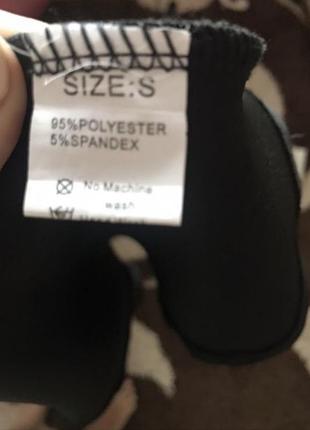 SIZE:S
95%POLYESTER
5%SPANDEX
No Machine
wash